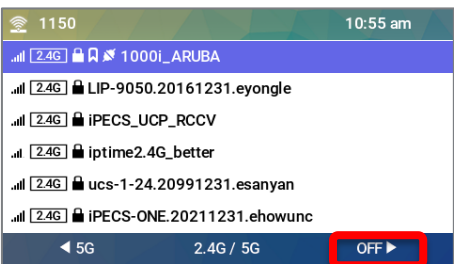 1150 10:55 am
2.4G 1000i_ARUBA
2.4G LIP-9050.20161231.eyongle
2.4G iPECS_UCP_RCCV
2.4G iptime2.4G_better
2.4G ucs-1-24.20991231.esanyan
2.4G iPECS-ONE.20211231.ehowunc
◀ 5G 2.4G / 5G OFF ▶